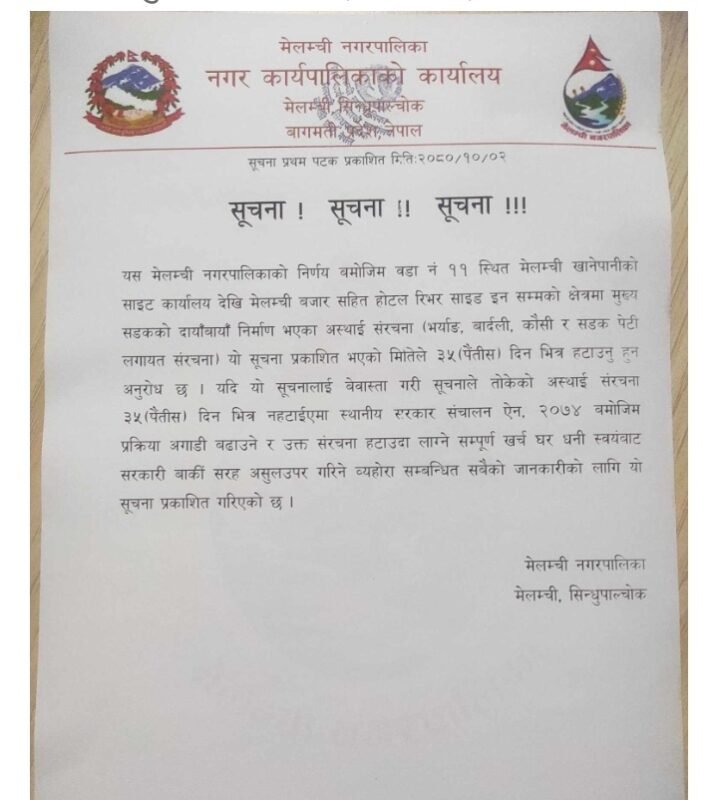 मेलम्ची नगरपालिका
नगर कार्यपालिकाको कार्यालय
मेलम्ची, सिन्धुपाल्चोक
बागमती प्रदेश, नेपाल
मेलम्ची नगरपालिका
सूचना प्रथम पटक प्रकाशित मिति:२०८०/१०/०२
सूचना ! सूचना !! सूचना !!!
यस मेलम्ची नगरपालिकाको निर्णय बमोजिम वडा नं ११ स्थित मेलम्ची खानेपानीको
साइट कार्यालय देखि मेलम्ची बजार सहित होटल रिभर साइड इन सम्मको क्षेत्रमा मुख्य
सडकको दायाँबायाँ निर्माण भएका अस्थाई संरचना (भर्याङ, बार्दली, कौसी र सडक पेटी
लगायत संरचना) यो सूचना प्रकाशित भएको मितिले ३५(पैंतीस) दिन भित्र हटाउनु हुन
अनुरोध छ । यदि यो सूचनालाई वेवास्ता गरी सूचनाले तोकेको अस्थाई संरचना
३५(पैंतीस) दिन भित्र नहटाईएमा स्थानीय सरकार संचालन ऐन, २०७४ बमोजिम
प्रक्रिया अगाडी बढाउने र उक्त संरचना हटाउदा लाग्ने सम्पूर्ण खर्च घर धनी स्वयंवाट
सरकारी बाकीं सरह असुलउपर गरिने व्यहोरा सम्बन्धित सबैको जानकारीको लागि यो
सूचना प्रकाशित गरिएको छ ।
मेलम्ची नगरपालिका
मेलम्ची, सिन्धुपाल्चोक